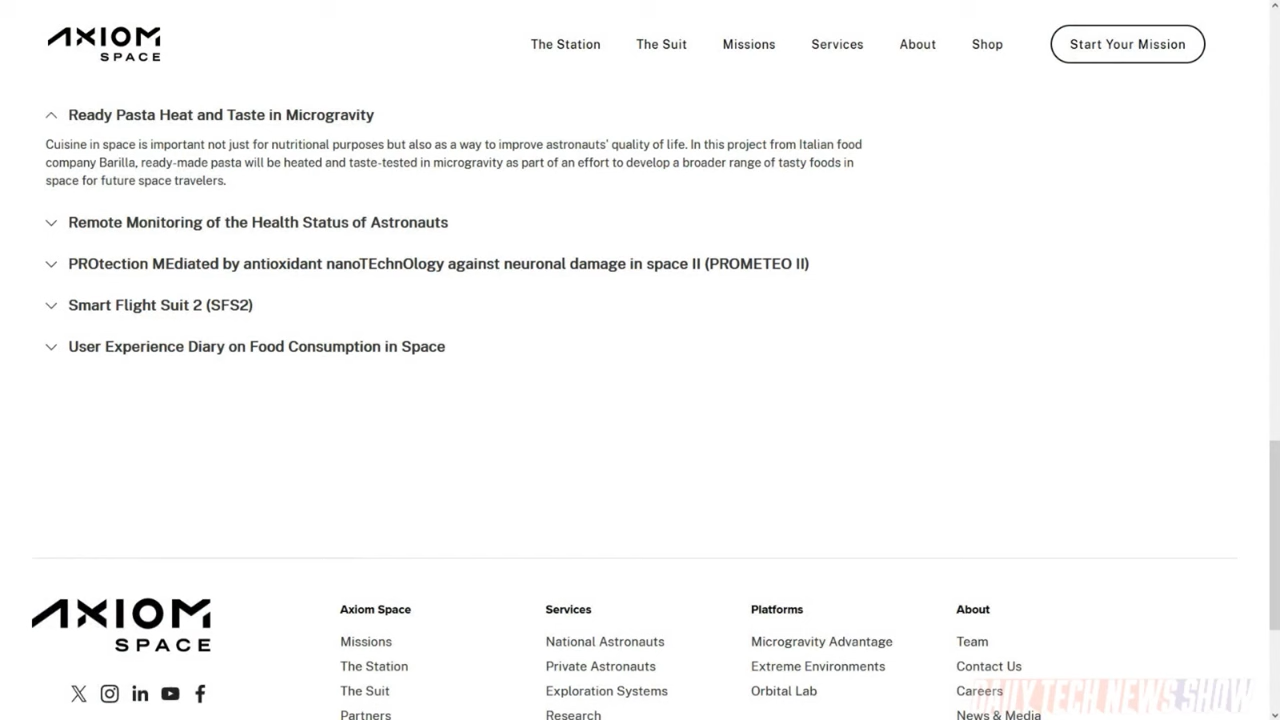 AXIOM
SPACE
The Station
The Suit
Missions
Services
About
Shop
Start Your Mission
Ready Pasta Heat and Taste in Microgravity
Cuisine in space is important not just for nutritional purposes but also as a way to improve astronauts' quality of life. In this project from Italian food
company Barilla, ready-made pasta will be heated and taste-tested in microgravity as part of an effort to develop a broader range of tasty foods in
space for future space travelers.
Remote Monitoring of the Health Status of Astronauts
PROtection MEdiated by antioxidant nanoTEchnOlogy against neuronal damage in space II (PROMETEO II)
Smart Flight Suit 2 (SFS2)
User Experience Diary on Food Consumption in Space
AXIOM
SPACE
Axiom Space
Missions
The Station
The Suit
Partners
Services
National Astronauts
Private Astronauts
Exploration Systems
Research
Platforms
Microgravity Advantage
Extreme Environments
Orbital Lab
About
Team
Contact Us
Careers
News & Media
DAILY TECH NEWS SHOW